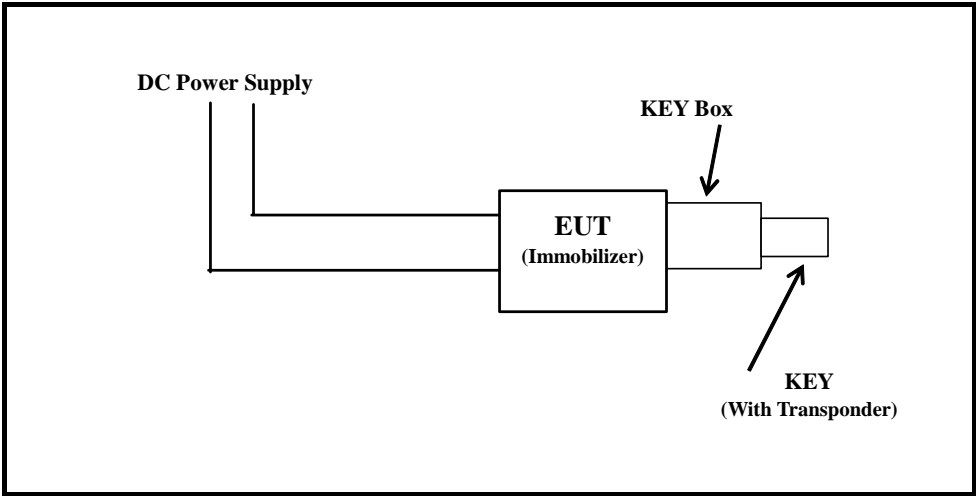 DC Power Supply
KEY Box
EUT
(Immobilizer)
KEY
(With Transponder)